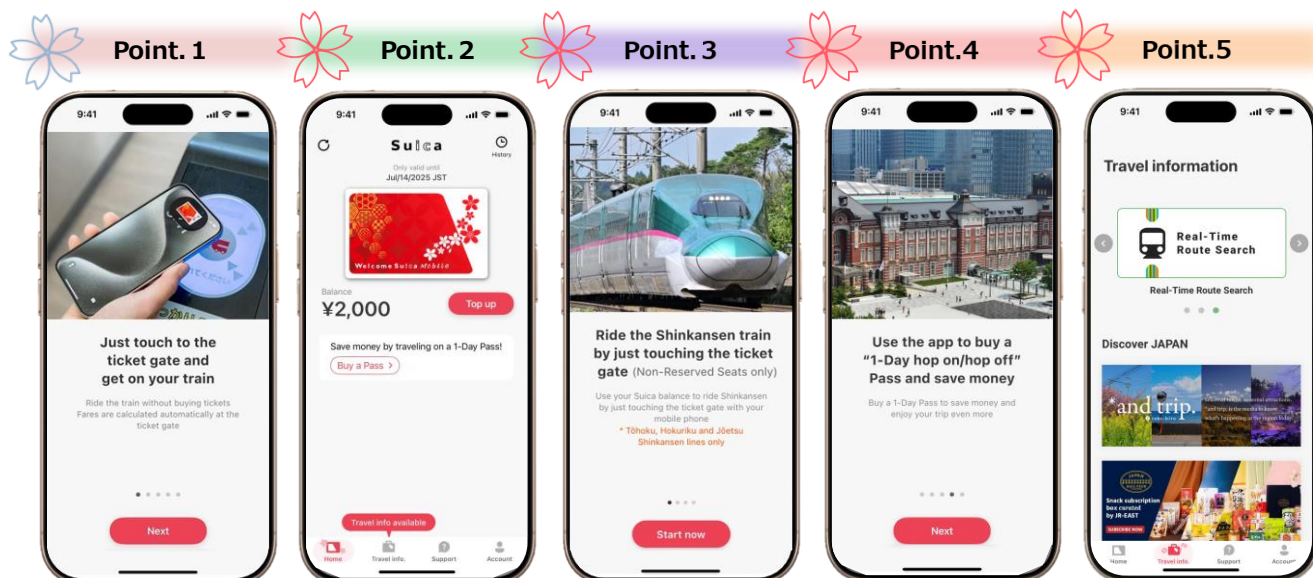 Point. 1
Point. 2
Point. 3
Point.4
Point.5
9:41
Just touch to the
ticket gate and
get on your train
Ride the train without buying tickets
Fares are calculated automatically at the
ticket gate
Next
9:41
Suica
History
Only valid until
Jul/14/2025 JST
Welcome Suica Mobile
Balance
¥2,000
Top up
Save money by traveling on a 1-Day Pass!
Buy a Pass >
Travel info available
Home
Travel info.
Support
Account
9:41
Ride the Shinkansen train
by just touching the ticket
gate (Non-Reserved Seats only)
Use your Suica balance to ride Shinkansen
by just touching the ticket gate with your
mobile phone
* Tōhoku, Hokuriku and Jōetsu
Shinkansen lines only
Start now
9:41
Use the app to buy a
“1-Day hop on/hop off”
Pass and save money
Buy a 1-Day Pass to save money and
enjoy your trip even more
Next
9:41
Travel information
Real-Time
Route Search
Real-Time Route Search
Discover JAPAN
*and trip.
Snack subscription
box curated
by JR-EAST
SUBSCRIBE NOW
Home
Travel info.
Support
Account